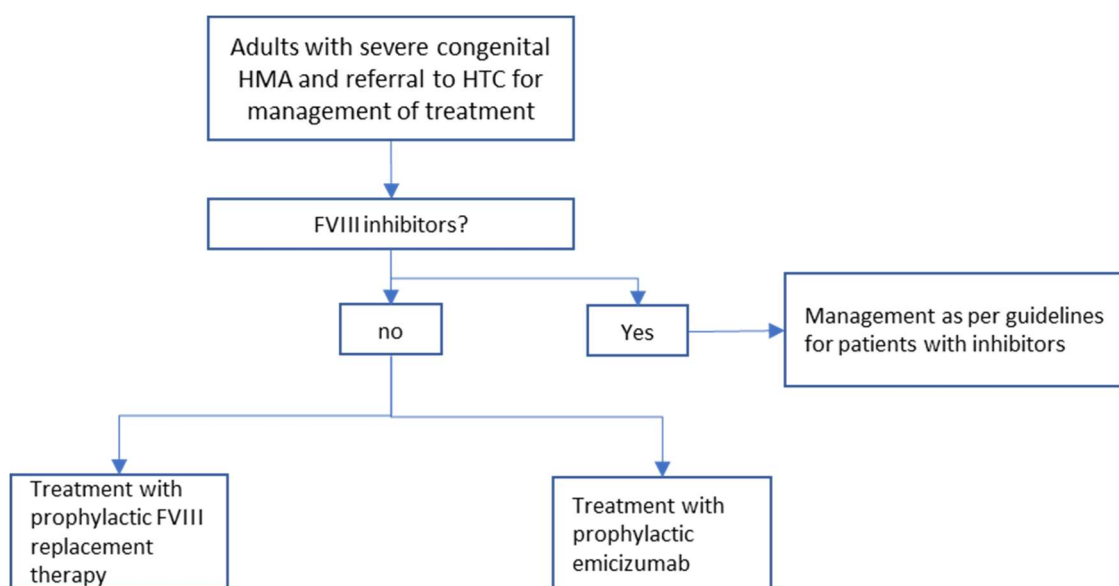 Adults with severe congenital
HMA and referral to HTC for
management of treatment
FVIII inhibitors?
no
Yes
Management as per guidelines
for patients with inhibitors
Treatment with
prophylactic FVIII
replacement
therapy
Treatment with
prophylactic
emicizumab